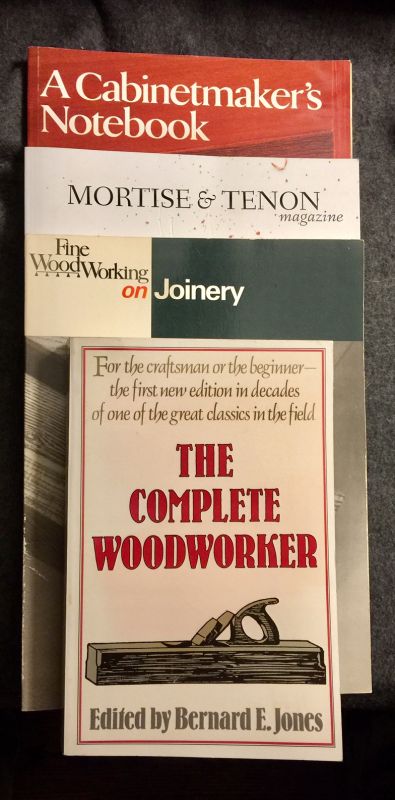 A Cabinetmaker's
Notebook
MORTISE & TENON
magazine
Fine
WoodWorking
on Joinery
For the craftsman or the beginner—
the first new edition in decades
of one of the great classics in the field
THE
COMPLETE
WOODWORKER
Edited by Bernard E. Jones